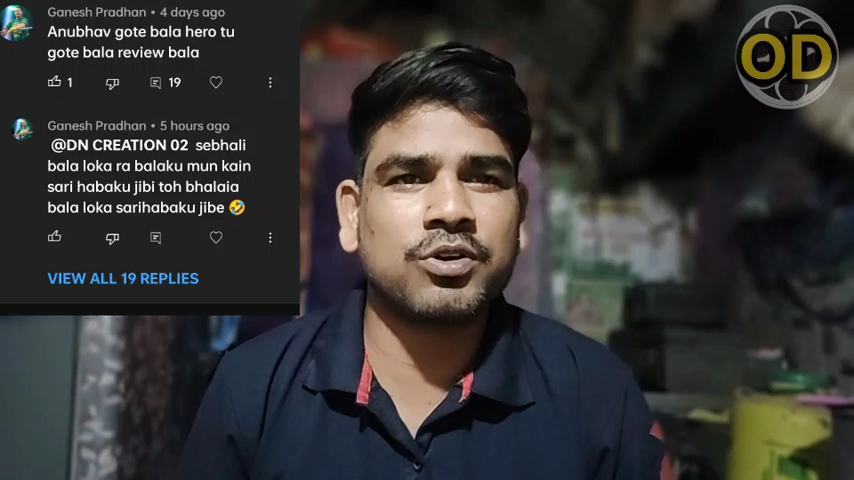 Ganesh Pradhan • 4 days ago
Anubhav gote bala hero tu
gote bala review bala
1
19
Ganesh Pradhan • 5 hours ago
@DN CREATION 02 sebhali
bala loka ra balaku mun kain
sari habaku jibi toh bhalaia
bala loka sarihabaku jibe 🤣
VIEW ALL 19 REPLIES
OD